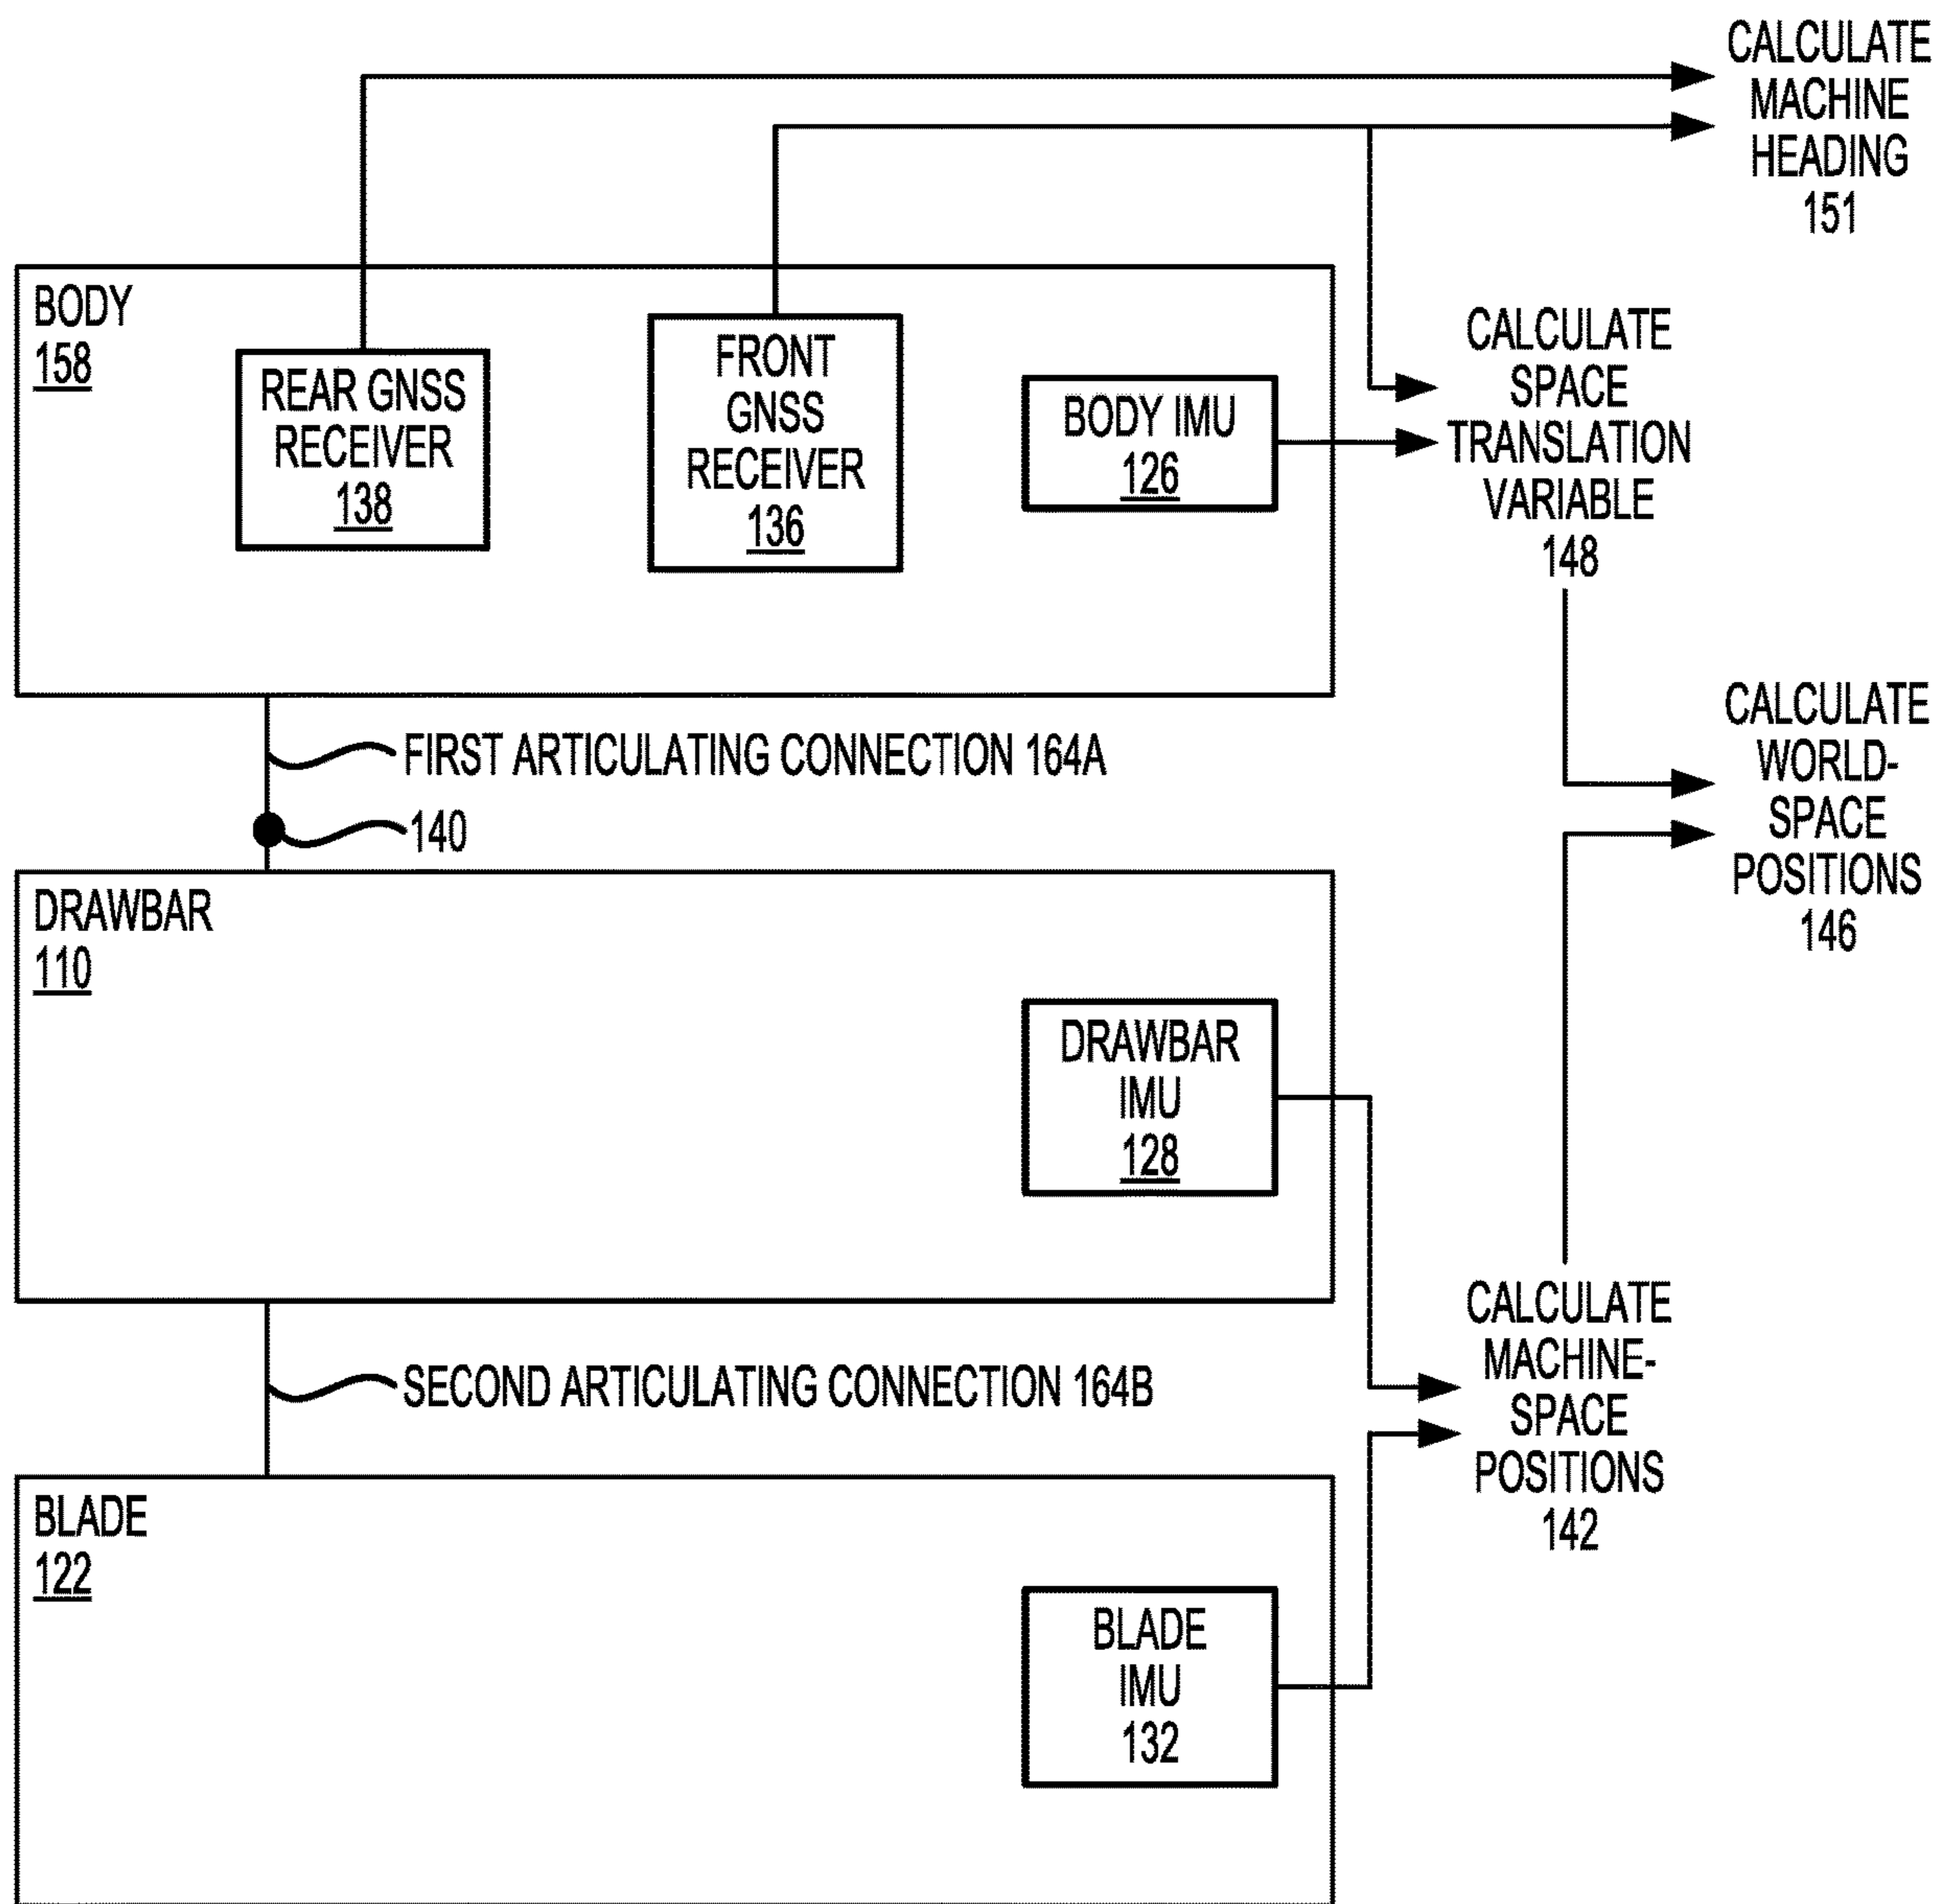 CALCULATE
MACHINE
HEADING
151
BODY
158
REAR GNSS
RECEIVER
138
FRONT
GNSS
RECEIVER
136
BODY IMU
126
CALCULATE
SPACE
TRANSLATION
VARIABLE
148
FIRST ARTICULATING CONNECTION 164A
140
CALCULATE
WORLD-
SPACE
POSITIONS
146
DRAWBAR
110
DRAWBAR
IMU
128
SECOND ARTICULATING CONNECTION 164B
CALCULATE
MACHINE-
SPACE
POSITIONS
142
BLADE
122
BLADE
IMU
132